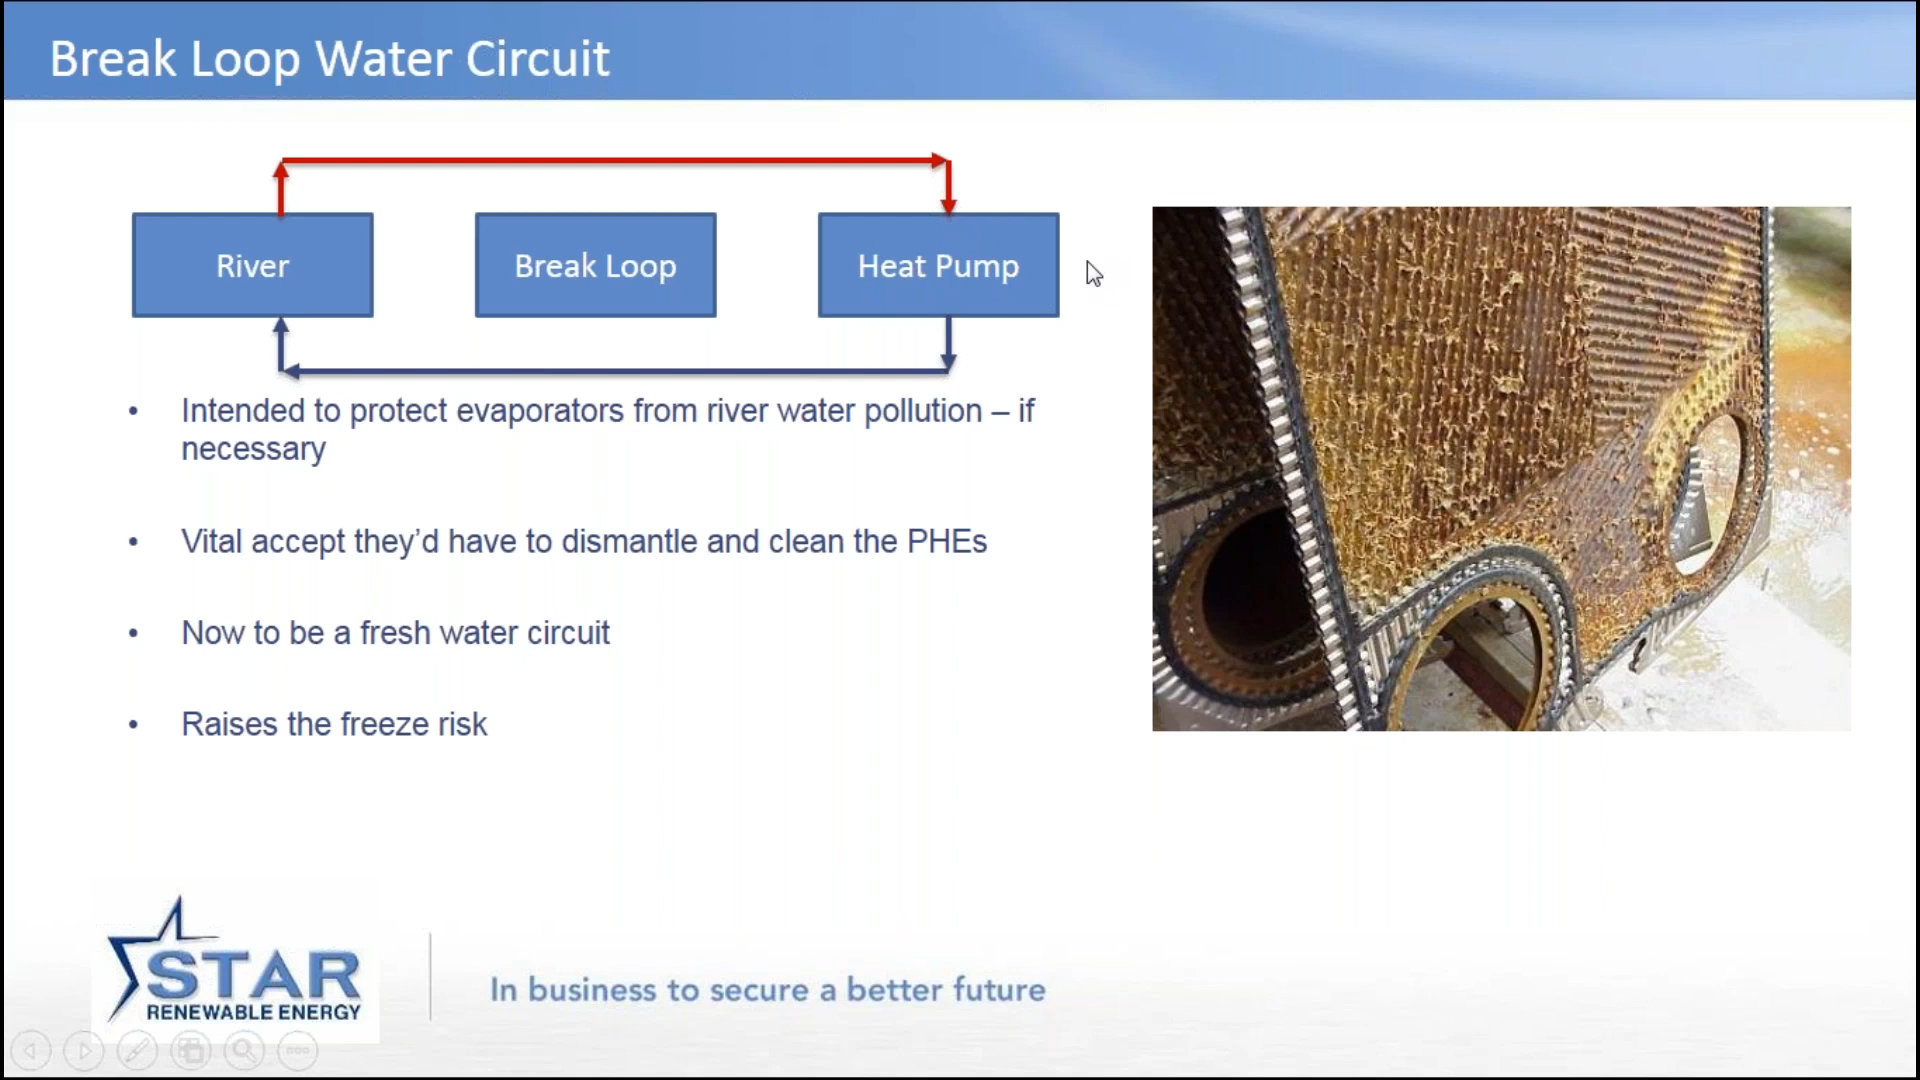 Break Loop Water Circuit
River
Break Loop
Heat Pump
• Intended to protect evaporators from river water pollution – if
necessary
• Vital accept they’d have to dismantle and clean the PHEs
• Now to be a fresh water circuit
• Raises the freeze risk
STAR
RENEWABLE ENERGY
In business to secure a better future